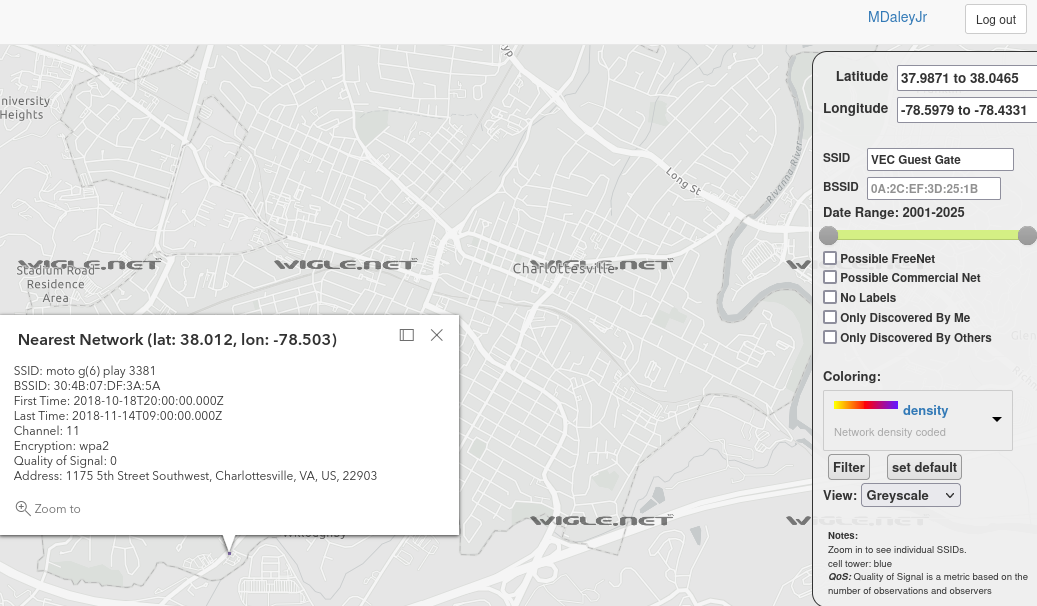 MDaleyJr
Log out
Latitude
37.9871 to 38.0465
Longitude
-78.5979 to -78.4331
SSID
VEC Guest Gate
BSSID
0A:2C:EF:3D:25:1B
Date Range: 2001-2025
Possible FreeNet
Possible Commercial Net
No Labels
Only Discovered By Me
Only Discovered By Others
Coloring:
density
Network density coded
Filter
set default
View:
Greyscale
Notes:
Zoom in to see individual SSIDs.
cell tower: blue
QoS: Quality of Signal is a metric based on the
number of observations and observers
niversity
Heights
yp
Long St
Rivanna River
WIGLE.NET
WIGLE.NET
WIGLE.NET
Stadium Road
Residence
Area
Charlottesville
Nearest Network (lat: 38.012, lon: -78.503)
SSID: moto g(6) play 3381
BSSID: 30:4B:07:DF:3A:5A
First Time: 2018-10-18T20:00:00.000Z
Last Time: 2018-11-14T09:00:00.000Z
Channel: 11
Encryption: wpa2
Quality of Signal: 0
Address: 1175 5th Street Southwest, Charlottesville, VA, US, 22903
Zoom to
WIGLE.NET
WIGLE.NET